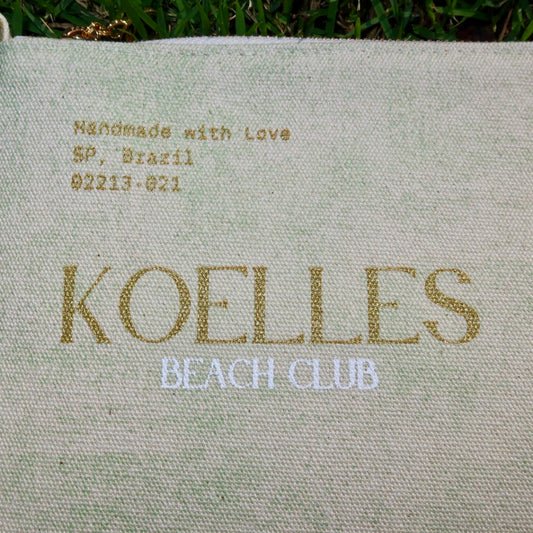 Handmade with Love
SP, Brazil
02213-021
KOELLES
BEACH CLUB